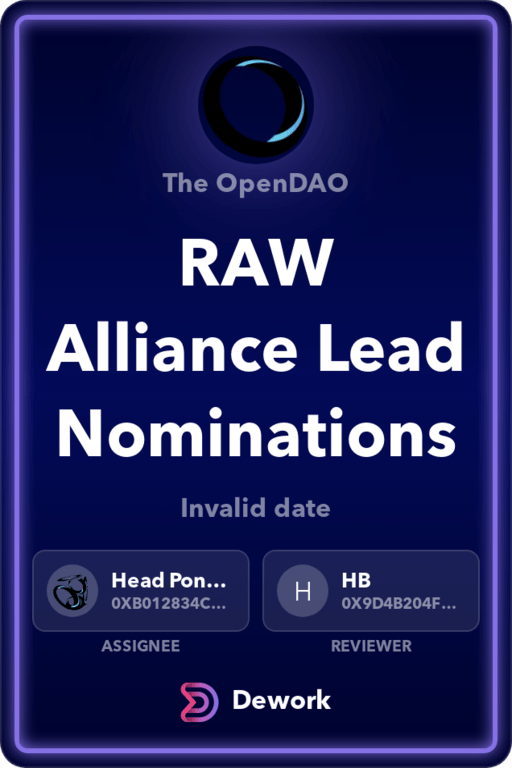 The OpenDAO
RAW
Alliance Lead
Nominations
Invalid date
Head Pon...
0XB012834C...
ASSIGNEE
H
HB
0X9D4B204F...
REVIEWER
Dework